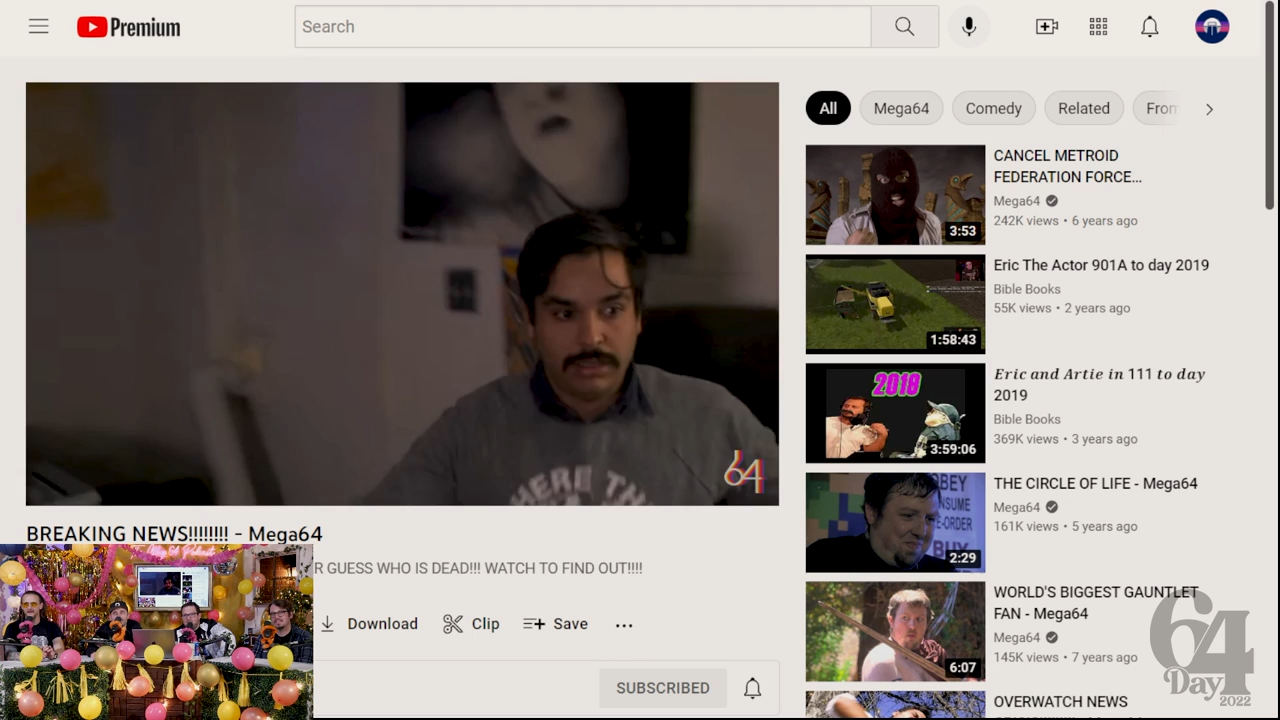 Premium
Search
64
BREAKING NEWS!!!!!!!! - Mega64
R GUESS WHO IS DEAD!!! WATCH TO FIND OUT!!!!
Download
Clip
Save
SUBSCRIBED
All
Mega64
Comedy
Related
From
CANCEL METROID
FEDERATION FORCE...
Mega64
242K views • 6 years ago
3:53
Eric The Actor 901A to day 2019
Bible Books
55K views • 2 years ago
1:58:43
Eric and Artie in 111 to day
2019
Bible Books
369K views • 3 years ago
2018
3:59:06
THE CIRCLE OF LIFE - Mega64
Mega64
161K views • 5 years ago
2:29
WORLD'S BIGGEST GAUNTLET
FAN - Mega64
Mega64
145K views • 7 years ago
6:07
OVERWATCH NEWS
64
Day
2022